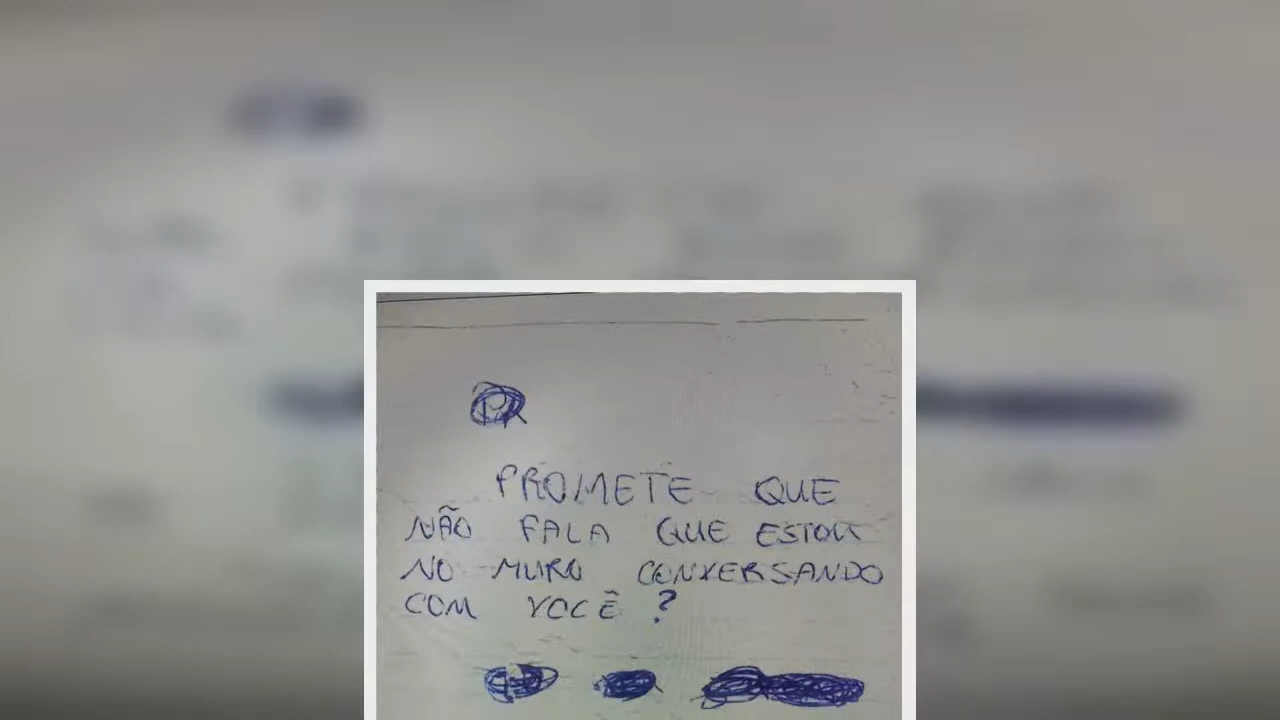 PROMETE QUE
NÃO FALA QUE ESTOU
NO MURO CONVERSANDO
COM VOCÊ?